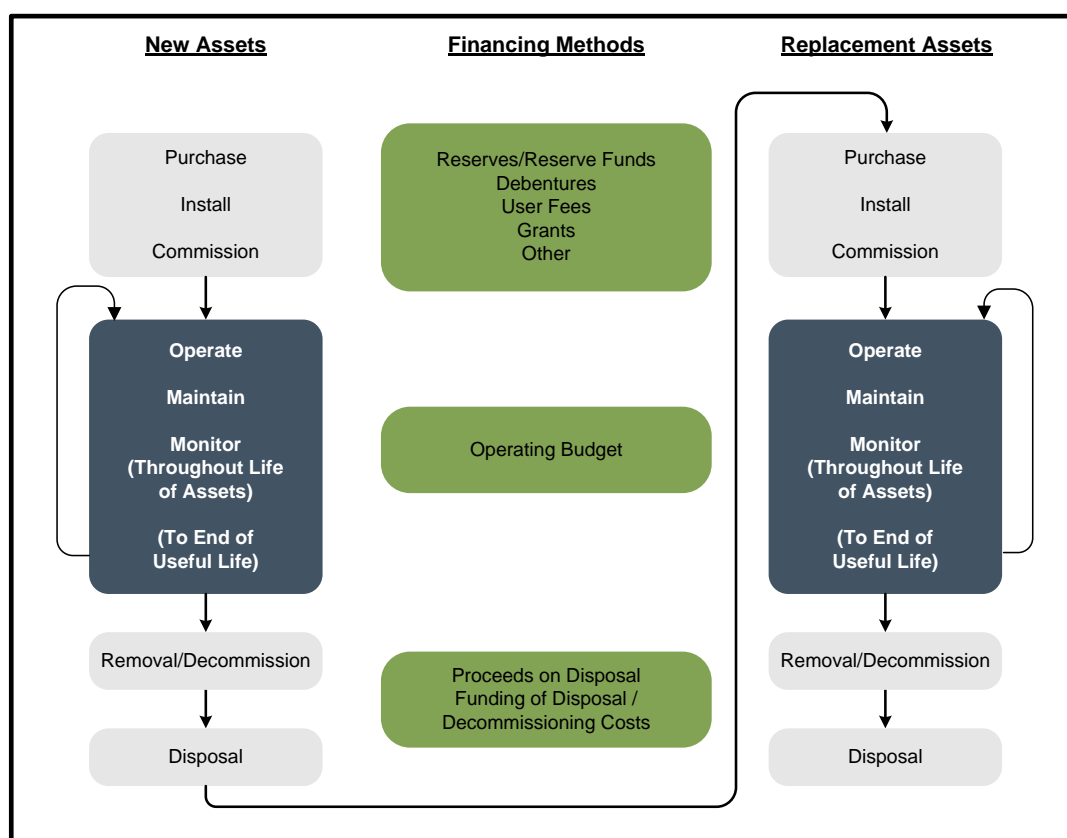 New Assets
Financing Methods
Replacement Assets
Purchase
Install
Commission
Operate
Maintain
Monitor
(Throughout Life
of Assets)
(To End of
Useful Life)
Removal/Decommission
Disposal
Reserves/Reserve Funds
Debentures
User Fees
Grants
Other
Operating Budget
Proceeds on Disposal
Funding of Disposal /
Decommissioning Costs
Purchase
Install
Commission
Operate
Maintain
Monitor
(Throughout Life
of Assets)
(To End of
Useful Life)
Removal/Decommission
Disposal